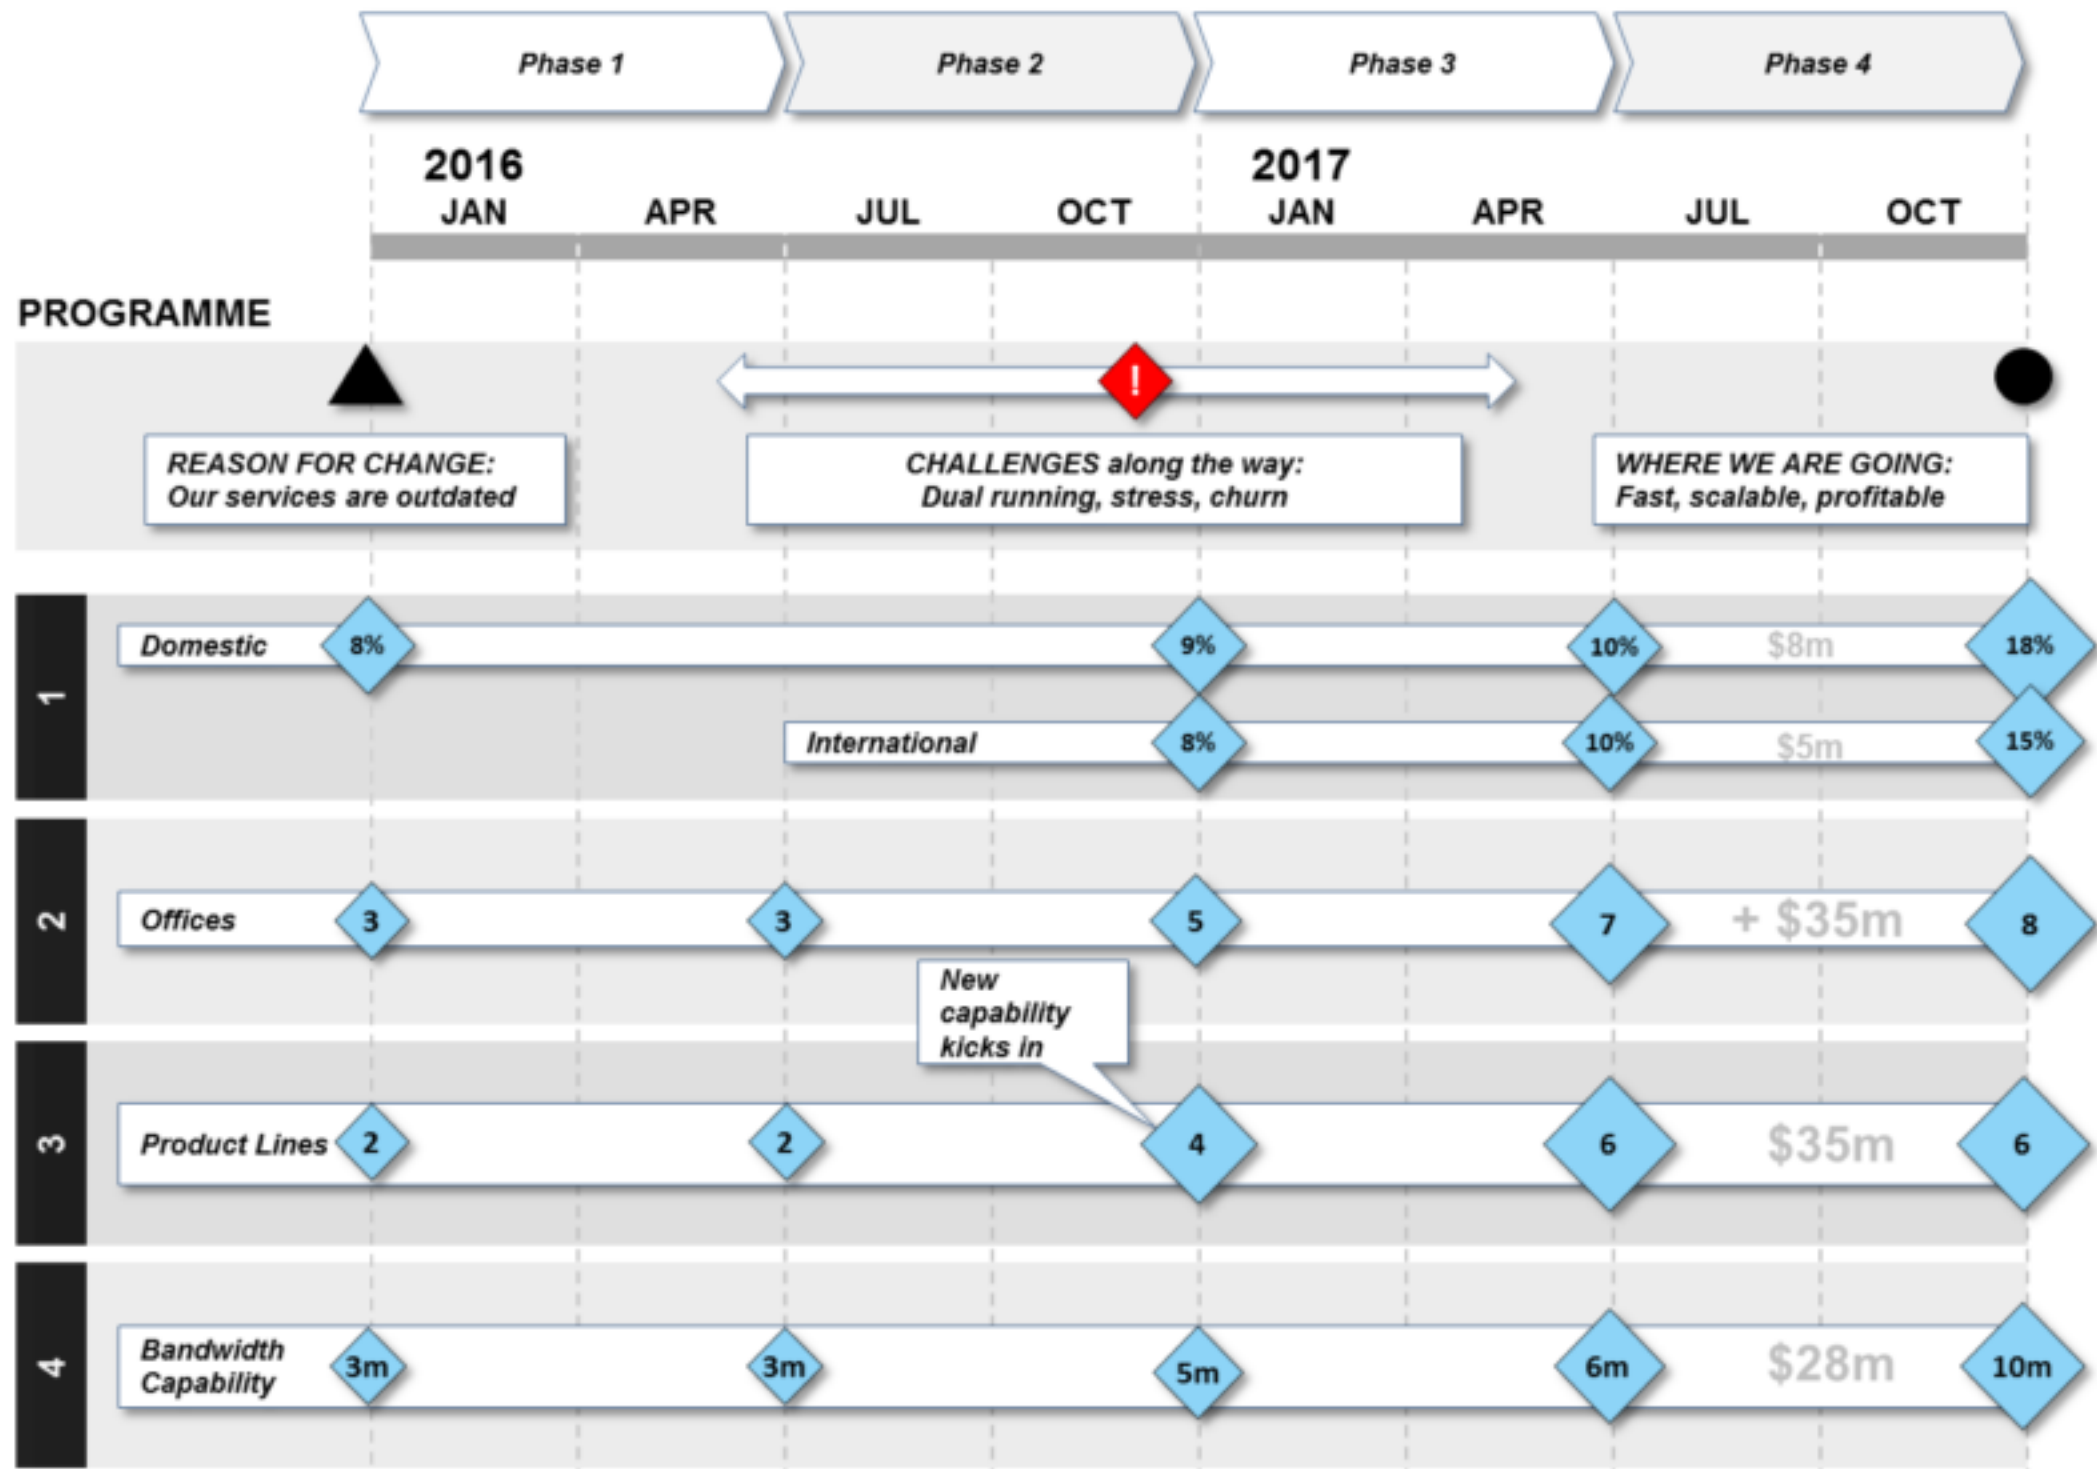 Phase 1
Phase 2
Phase 3
Phase 4
2016
2017
JAN
APR
JUL
OCT
JAN
APR
JUL
OCT
PROGRAMME
!
REASON FOR CHANGE:
Our services are outdated
CHALLENGES along the way:
Dual running, stress, churn
WHERE WE ARE GOING:
Fast, scalable, profitable
1
Domestic
8%
9%
10%
$8m
18%
International
8%
10%
$5m
15%
2
Offices
3
3
5
7
+ $35m
8
New
capability
kicks in
3
Product Lines
2
2
4
6
$35m
6
4
Bandwidth
Capability
3m
3m
5m
6m
$28m
10m